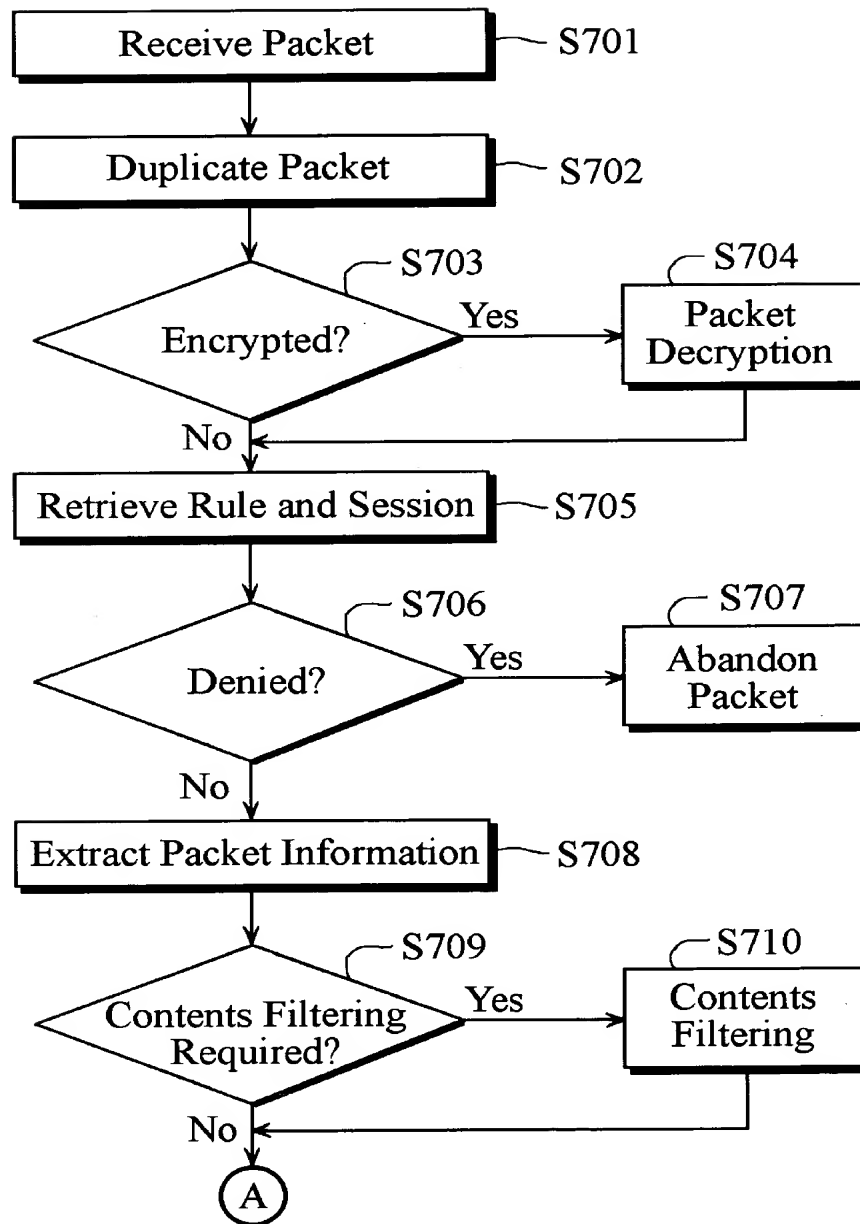 Receive Packet
S701
Duplicate Packet
S702
S703
Encrypted?
Yes
S704
Packet
Decryption
No
Retrieve Rule and Session
S705
S706
Denied?
Yes
S707
Abandon
Packet
No
Extract Packet Information
S708
S709
Contents Filtering
Required?
Yes
S710
Contents
Filtering
No
A